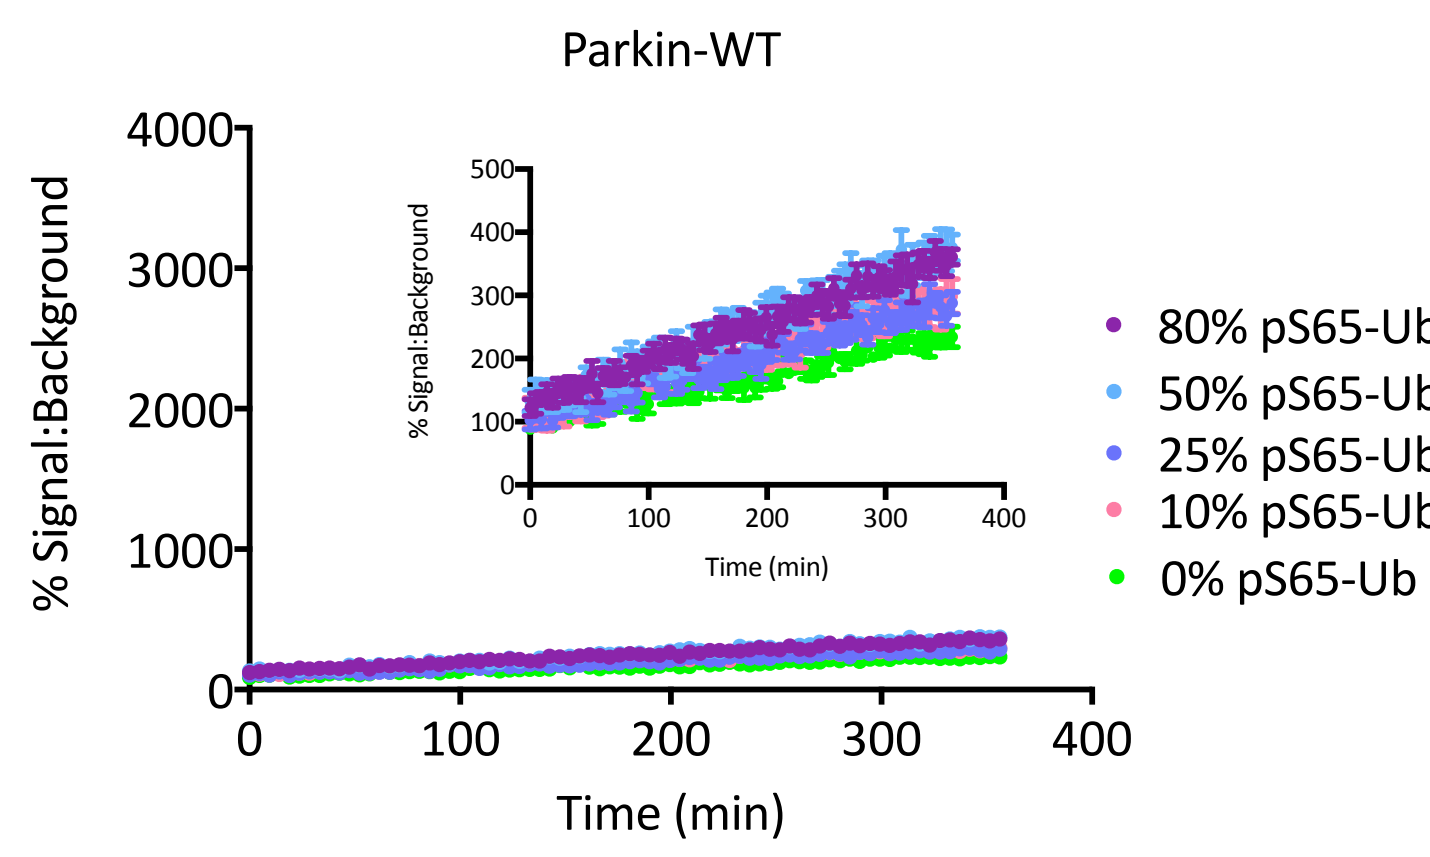 Parkin-WT
% Signal:Background
4000
3000
2000
1000
0
0
100
200
300
400
Time (min)
% Signal:Background
500
400
300
200
100
0
0
100
200
300
400
Time (min)
80% pS65-Ub
50% pS65-Ub
25% pS65-Ub
10% pS65-Ub
0% pS65-Ub